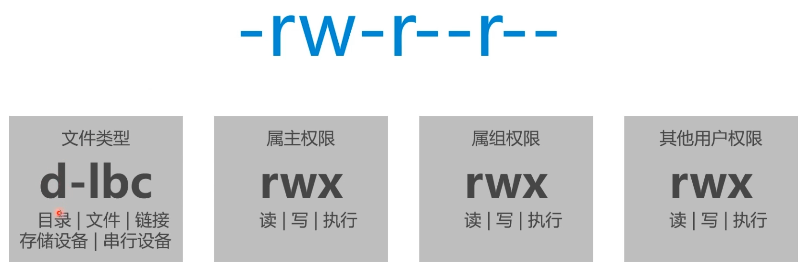 -rw-r--r--
文件类型
d-lbc
目录 | 文件 | 链接
存储设备 | 串行设备
属主权限
rwx
读 | 写 | 执行
属组权限
rwx
读 | 写 | 执行
其他用户权限
rwx
读 | 写 | 执行